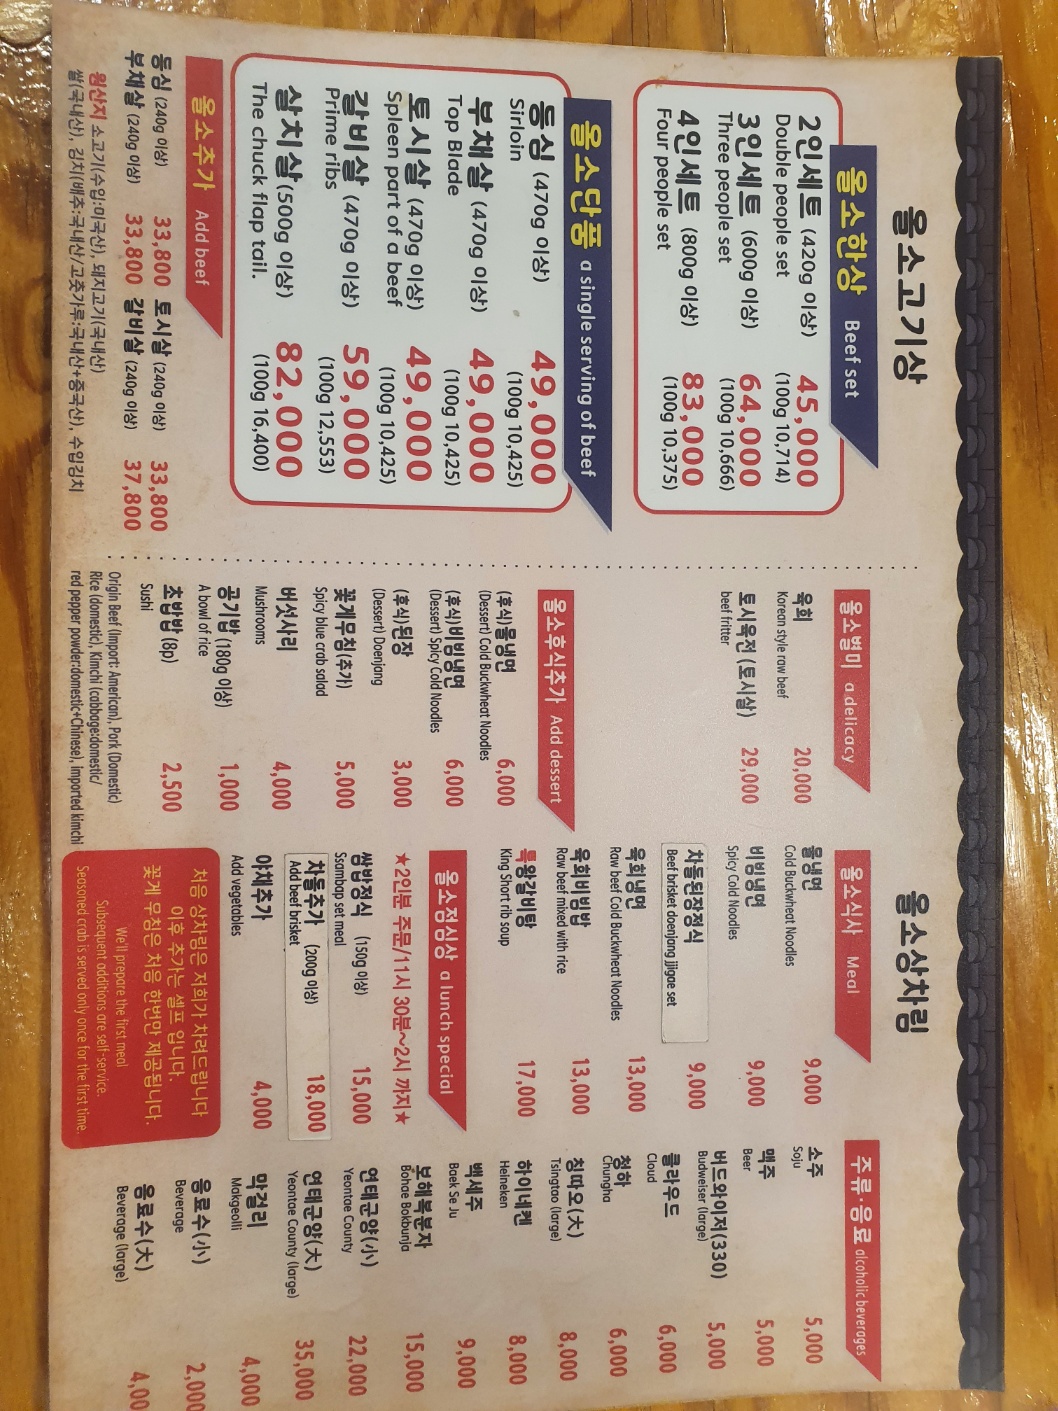 올소고기상
올소한상 Beef set
2인세트 (420g 이상) 45,000
Double people set (100g 10,714)
3인세트 (600g 이상) 64,000
Three people set (100g 10,666)
4인세트 (800g 이상) 83,000
Four people set (100g 10,375)
올소단품 a single serving of beef
등심 (470g 이상) 49,000
Sirloin (100g 10,425)
부채살 (470g 이상) 49,000
Top Blade (100g 10,425)
토시살 (470g 이상) 49,000
Spleen part of a beef (100g 10,425)
갈비살 (470g 이상) 59,000
Prime ribs (100g 12,553)
살치살 (500g 이상) 82,000
The chuck flap tail. (100g 16,400)
올소추가 Add beef
등심 (240g 이상) 33,800 토시살 (240g 이상) 33,800
부채살 (240g 이상) 33,800 갈비살 (240g 이상) 37,800
원산지 소고기(수입:미국산), 돼지고기(국내산)
쌀(국내산), 김치(배추:국내산/고춧가루:국내산+중국산), 수입김치
올소상차림
올소별미 a delicacy
육회 20,000
Korean style raw beef
토시육전 (토시살) 29,000
beef fritter
올소후식추가 Add dessert
(후식)물냉면 6,000
(Dessert) Cold Buckwheat Noodles
(후식)비빔냉면 6,000
(Dessert) Spicy Cold Noodles
(후식)된장 3,000
(Dessert) Doenjang
꽃게무침(추가) 5,000
Spicy blue crab salad
버섯사리 4,000
Mushrooms
공기밥 (180g 이상) 1,000
A bowl of rice
초밥밥 (8p) 2,500
Sushi
Origin Beef (Import: American), Pork (Domestic)
Rice (domestic), Kimchi (cabbage:domestic/
red pepper powder:domestic+Chinese), Imported kimchi
올소식사 Meal
물냉면 9,000
Cold Buckwheat Noodles
비빔냉면 9,000
Spicy Cold Noodles
차돌된장정식 9,000
Beef brisket doenjang jjigae set
육회냉면 13,000
Raw beef Cold Buckwheat Noodles
육회비빔밥 13,000
Raw beef mixed with rice
특왕갈비탕 17,000
King Short rib soup
올소점심상 a lunch special
★2인분 주문/11시 30분~2시 까지★
쌈밥정식 (150g 이상) 15,000
Ssambap set meal
차돌추가 (200g 이상) 18,000
Add beef brisket
야채추가 4,000
Add vegetables
처음 상차림은 저희가 차려드립니다
이후 추가는 셀프 입니다.
꽃게 무침은 처음 한번만 제공됩니다.
We'll prepare the first meal
Subsequent additions are self-service.
Seasoned crab is served only once for the first time.
주류·음료 alcoholic beverages
소주 5,000
Soju
맥주 5,000
Beer
버드와이저(330) 5,000
Budweiser (large)
클라우드 6,000
Cloud
청하 6,000
Chungha
칭따오(大) 8,000
Tsingtao (large)
하이네켄 8,000
Heineken
백세주 9,000
Baek Se Ju
보해복분자 15,000
Bohae Bokbunja
연태군양(小) 22,000
Yeontae County
연태군양(大) 35,000
Yeontae County (large)
막걸리 4,000
Makgeolli
음료수(小) 2,000
Beverage
음료수(大) 4,00
Beverage (large)